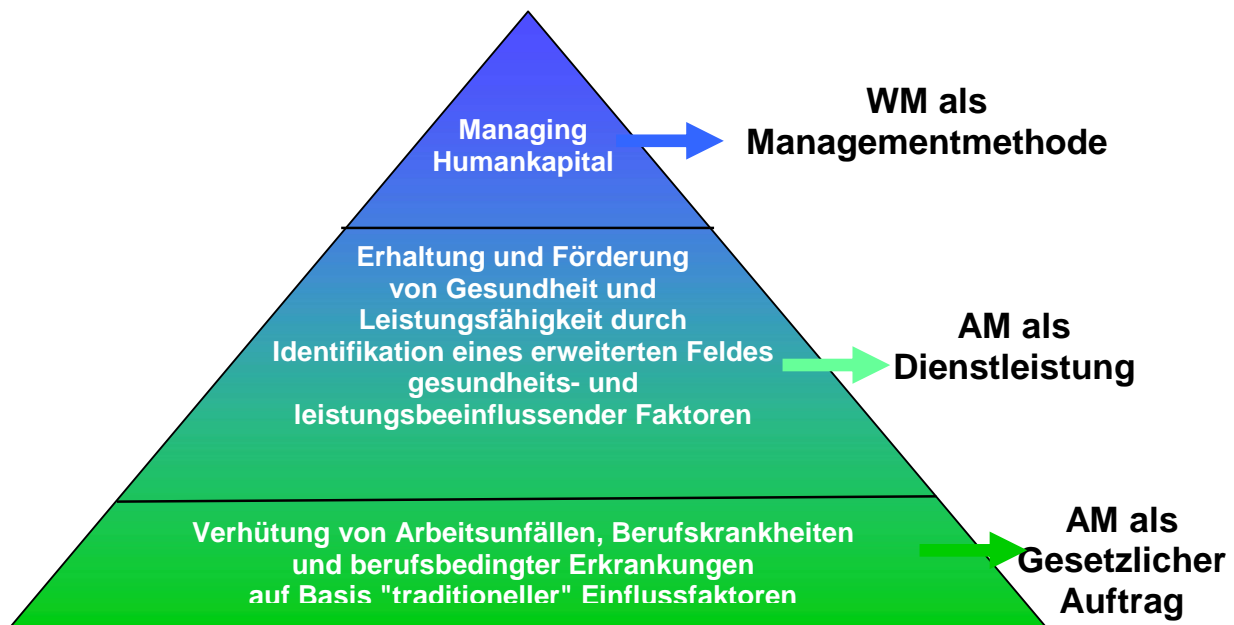 Managing
Humankapital
WM als
Managementmethode
Erhaltung und Förderung
von Gesundheit und
Leistungsfähigkeit durch
Identifikation eines erweiterten Feldes
gesundheits- und
leistungsbeeinflussender Faktoren
AM als
Dienstleistung
Verhütung von Arbeitsunfällen, Berufskrankheiten
und berufsbedingter Erkrankungen
auf Basis "traditioneller" Einflussfaktoren
AM als
Gesetzlicher
Auftrag